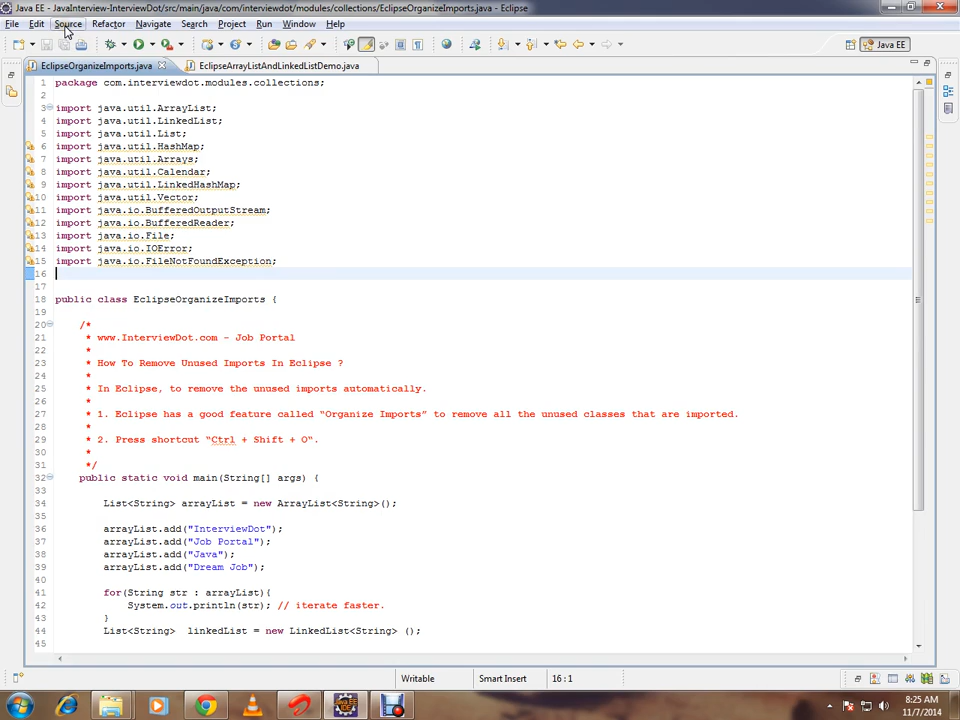 Java EE - JavaInterview-InterviewDot/src/main/java/com/interviewdot/modules/collections/EclipseOrganizeImports.java - Eclipse
File Edit Source Refactor Navigate Search Project Run Window Help
Java EE
EclipseOrganizeImports.java EclipseArrayListAndLinkedListDemo.java
1 package com.interviewdot.modules.collections;
2
3 import java.util.ArrayList;
4 import java.util.LinkedList;
5 import java.util.List;
6 import java.util.HashMap;
7 import java.util.Arrays;
8 import java.util.Calendar;
9 import java.util.LinkedHashMap;
10 import java.util.Vector;
11 import java.io.BufferedOutputStream;
12 import java.io.BufferedReader;
13 import java.io.File;
14 import java.io.IOError;
15 import java.io.FileNotFoundException;
16
17
18 public class EclipseOrganizeImports {
19
20 /*
21 * www.InterviewDot.com - Job Portal
22 *
23 * How To Remove Unused Imports In Eclipse ?
24 *
25 * In Eclipse, to remove the unused imports automatically.
26 *
27 * 1. Eclipse has a good feature called “Organize Imports” to remove all the unused classes that are imported.
28 *
29 * 2. Press shortcut “Ctrl + Shift + O“.
30 *
31 */
32 public static void main(String[] args) {
33
34 List<String> arrayList = new ArrayList<String>();
35
36 arrayList.add("InterviewDot");
37 arrayList.add("Job Portal");
38 arrayList.add("Java");
39 arrayList.add("Dream Job");
40
41 for(String str : arrayList){
42 System.out.println(str); // iterate faster.
43 }
44 List<String> linkedList = new LinkedList<String> ();
45
Writable Smart Insert 16 : 1
8:25 AM
11/7/2014